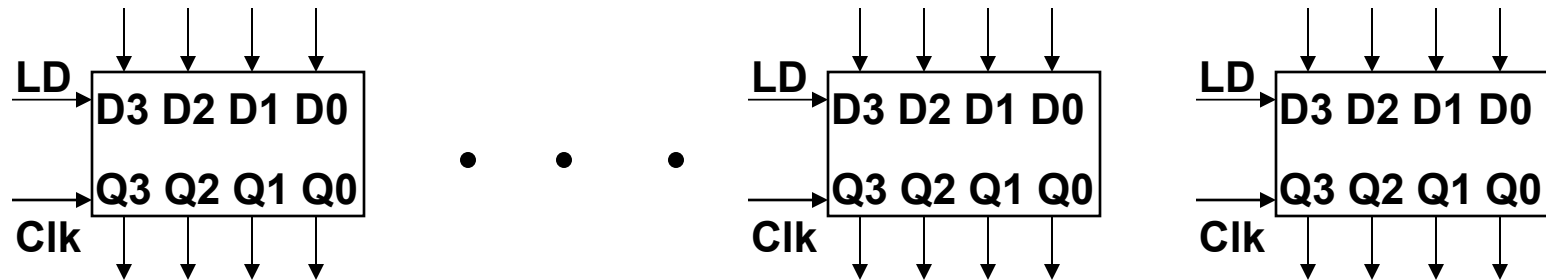 LD LD LD
D3 D2 D1 D0 D3 D2 D1 D0 D3 D2 D1 D0
Q3 Q2 Q1 Q0 Q3 Q2 Q1 Q0 Q3 Q2 Q1 Q0
Clk Clk Clk